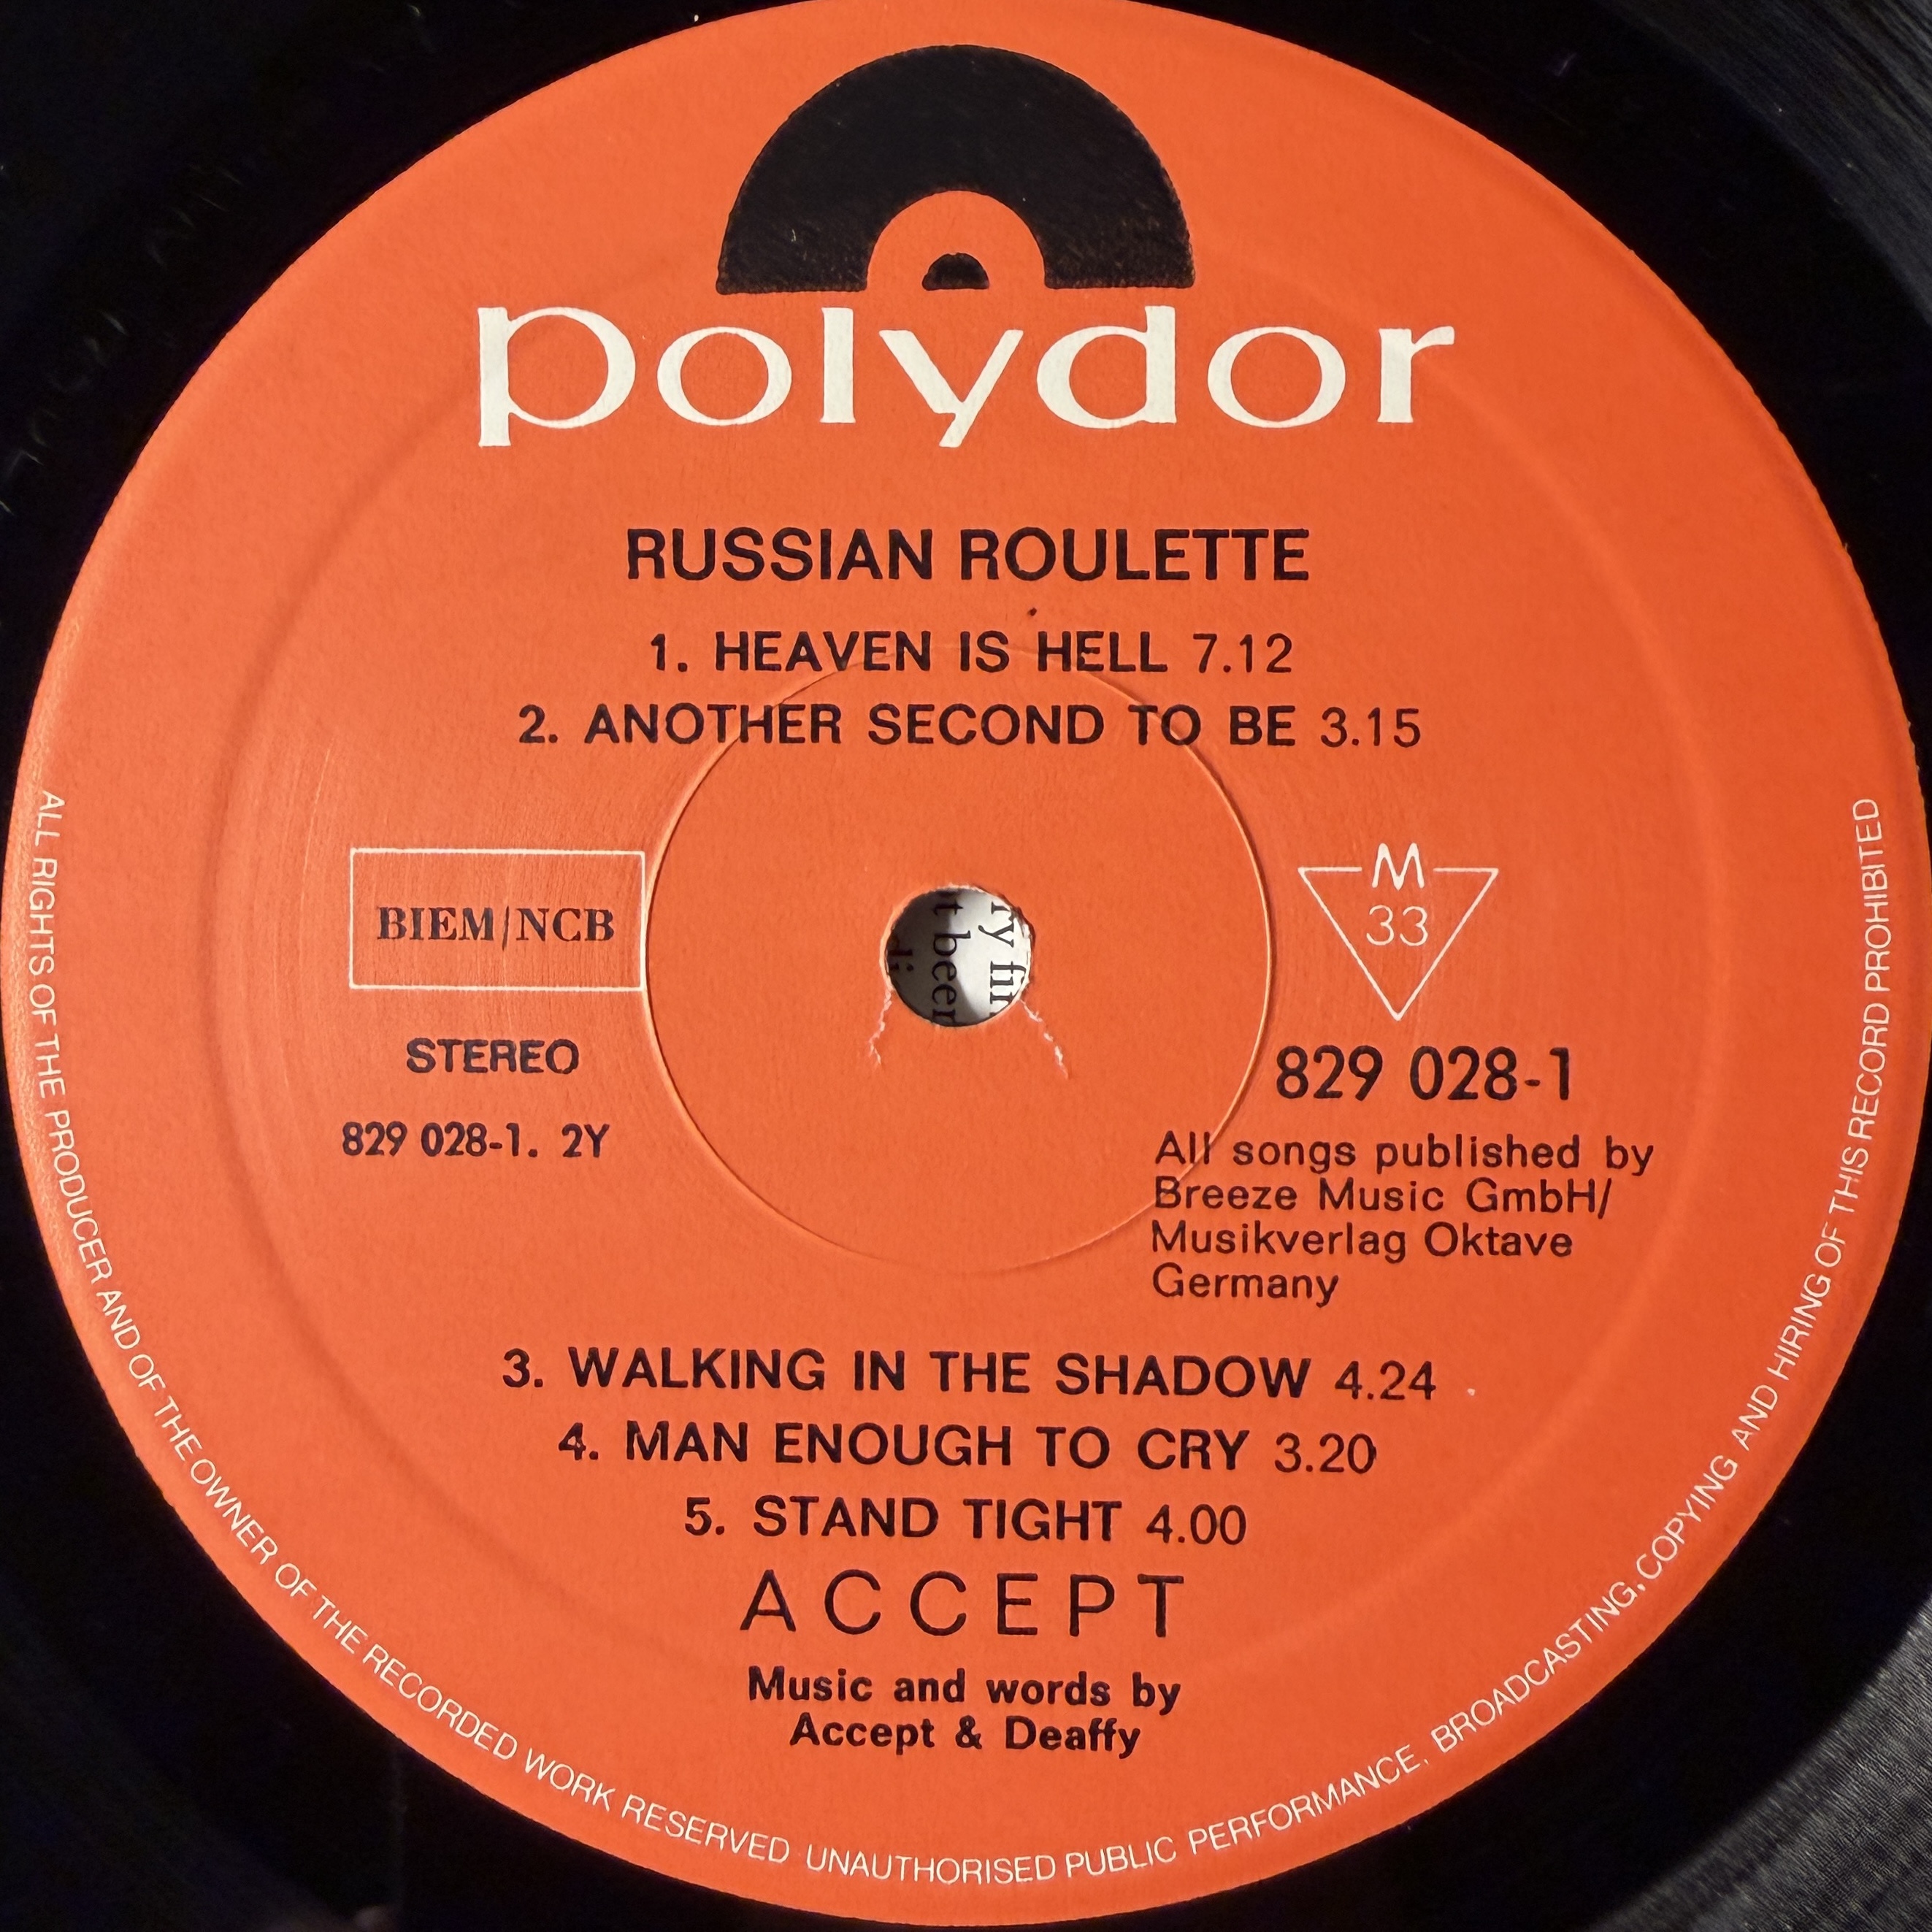 polydor
RUSSIAN ROULETTE
1. HEAVEN IS HELL 7.12
2. ANOTHER SECOND TO BE 3.15
BIEM/NCB
STEREO
829 028-1. 2Y
M
33
829 028-1
All songs published by
Breeze Music GmbH/
Musikverlag Oktave
Germany
3. WALKING IN THE SHADOW 4.24
4. MAN ENOUGH TO CRY 3.20
5. STAND TIGHT 4.00
ACCEPT
Music and words by
Accept & Deaffy
ALL RIGHTS OF THE PRODUCER AND OF THE OWNER OF THE RECORDED WORK RESERVED UNAUTHORISED PUBLIC PERFORMANCE, BROADCASTING, COPYING AND HIRING OF THIS RECORD PROHIBITED